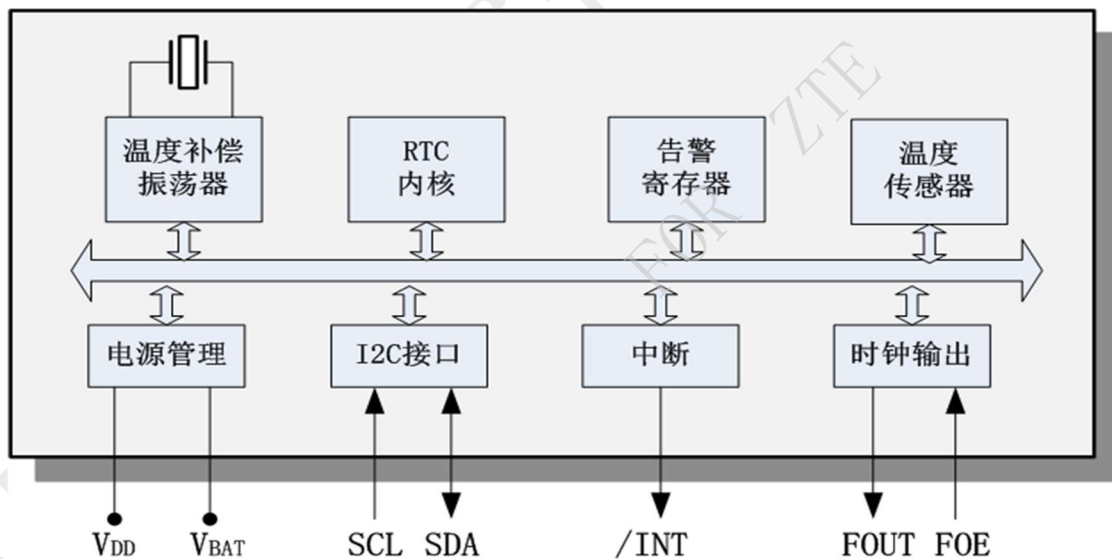 温度补偿
振荡器
RTC
内核
告警
寄存器
温度
传感器
电源管理
I2C接口
中断
时钟输出
VDD VBAT SCL SDA /INT FOUT FOE
FOR ZTE